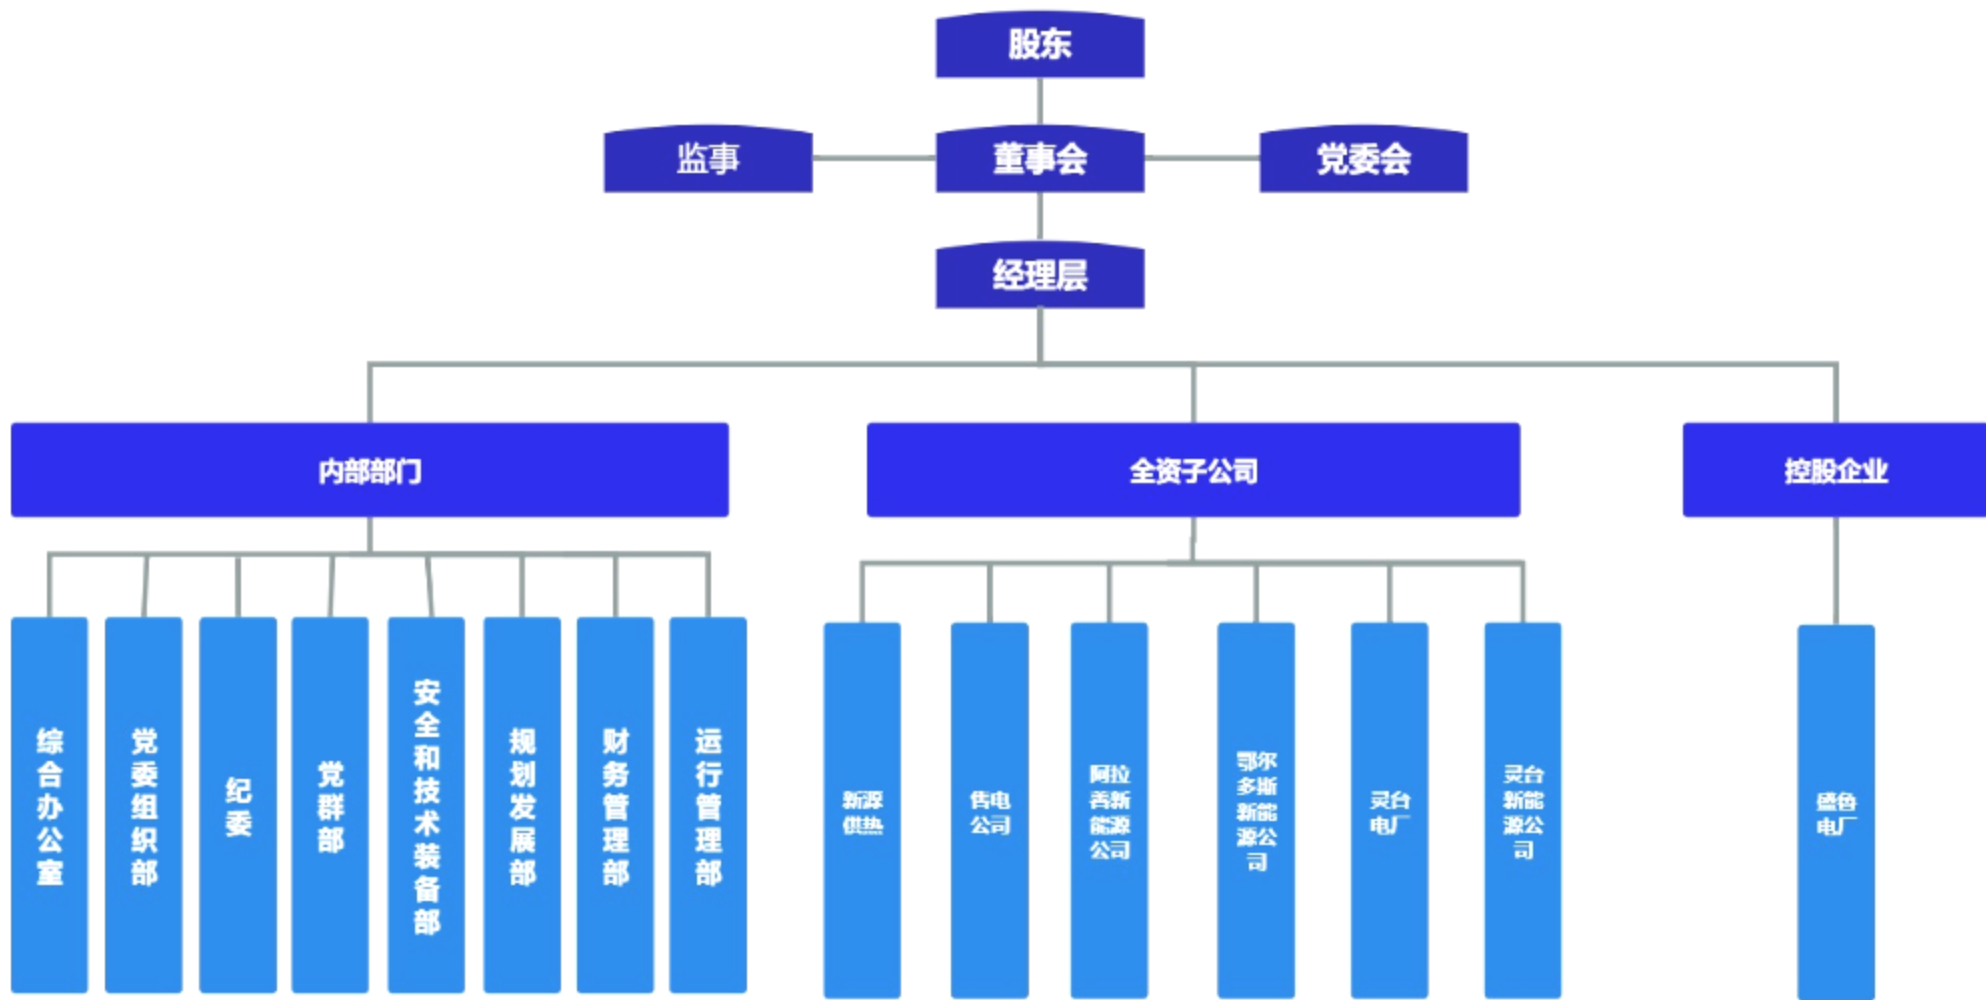 股东
监事
董事会
党委会
经理层
内部部门
全资子公司
控股企业
综合办公室
党委组织部
纪委
党群部
安全和技术装备部
规划发展部
财务管理部
运行管理部
新源
供热
售电
公司
阿拉
善新
能源
公司
鄂尔
多斯
新能
源公
司
灵台
电厂
灵台
新能
源公
司
盛鲁
电厂